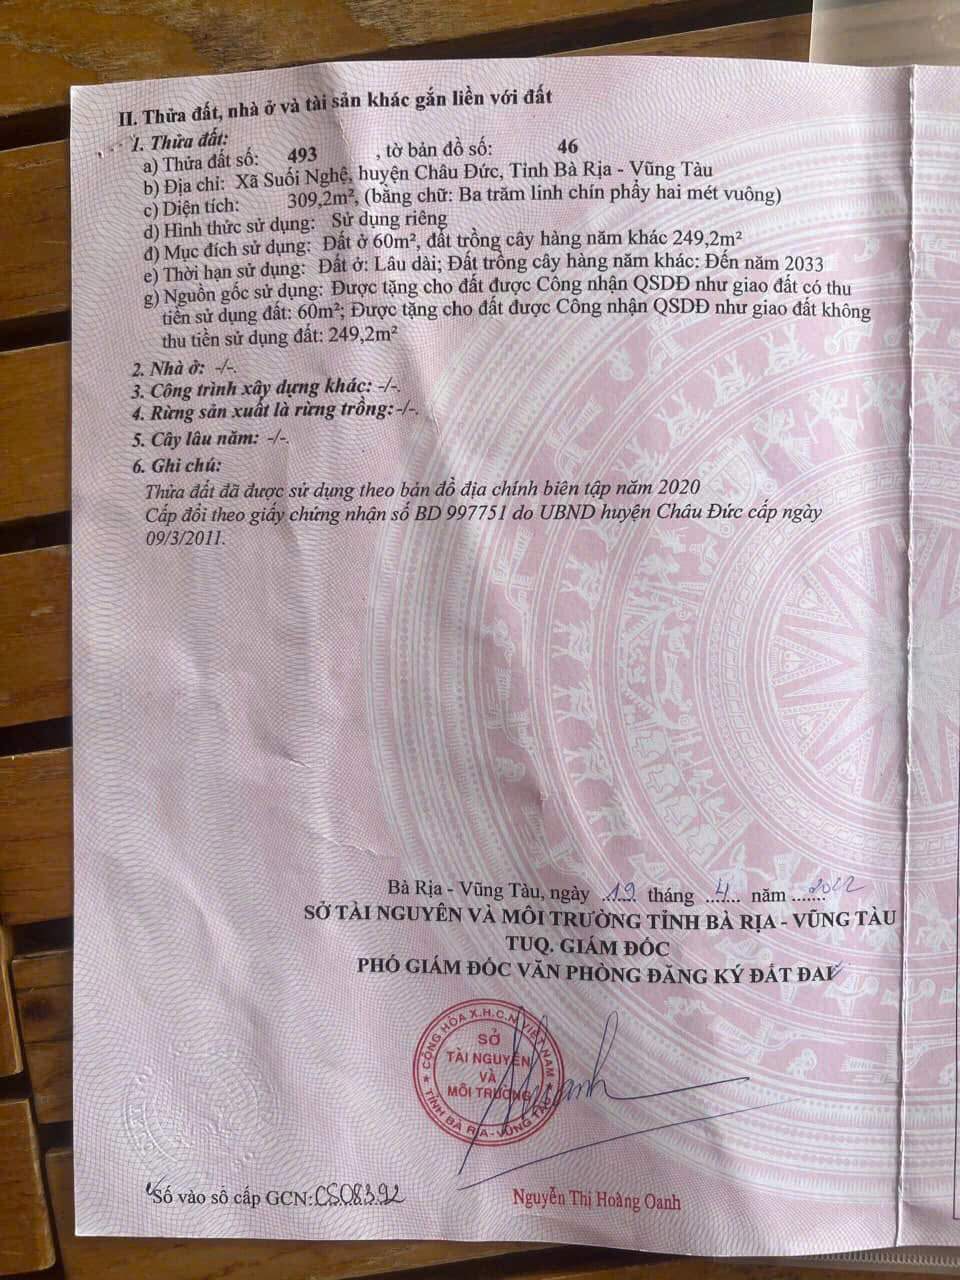 II. Thửa đất, nhà ở và tài sản khác gắn liền với đất
1. Thửa đất:
a) Thửa đất số: 493 , tờ bản đồ số: 46
b) Địa chỉ: Xã Suối Nghệ, huyện Châu Đức, Tỉnh Bà Rịa - Vũng Tàu
c) Diện tích: 309,2m², (bằng chữ: Ba trăm linh chín phẩy hai mét vuông)
d) Hình thức sử dụng: Sử dụng riêng
đ) Mục đích sử dụng: Đất ở 60m², đất trồng cây hàng năm khác 249,2m²
e) Thời hạn sử dụng: Đất ở: Lâu dài; Đất trồng cây hàng năm khác: Đến năm 2033
g) Nguồn gốc sử dụng: Được tặng cho đất được Công nhận QSDĐ như giao đất có thu
tiền sử dụng đất: 60m²; Được tặng cho đất được Công nhận QSDĐ như giao đất không
thu tiền sử dụng đất: 249,2m²
2. Nhà ở: -/-.
3. Công trình xây dựng khác: -/-.
4. Rừng sản xuất là rừng trồng:-/-.
5. Cây lâu năm: -/-.
6. Ghi chú:
Thửa đất đã được sử dụng theo bản đồ địa chính biên tập năm 2020
Cấp đổi theo giấy chứng nhận số BD 997751 do UBND huyện Châu Đức cấp ngày
09/3/2011.
Bà Rịa - Vũng Tàu, ngày 19 tháng 4 năm 2022
SỞ TÀI NGUYÊN VÀ MÔI TRƯỜNG TỈNH BÀ RỊA - VŨNG TÀU
TUQ. GIÁM ĐỐC
PHÓ GIÁM ĐỐC VĂN PHÒNG ĐĂNG KÝ ĐẤT ĐAI
CỘNG HÒA X.H.C.N VIỆT NAM
SỞ
TÀI NGUYÊN
VÀ
MÔI TRƯỜNG
TỈNH BÀ RỊA - VŨNG TÀU
Số vào sổ cấp GCN: CS08392
Nguyễn Thị Hoàng Oanh